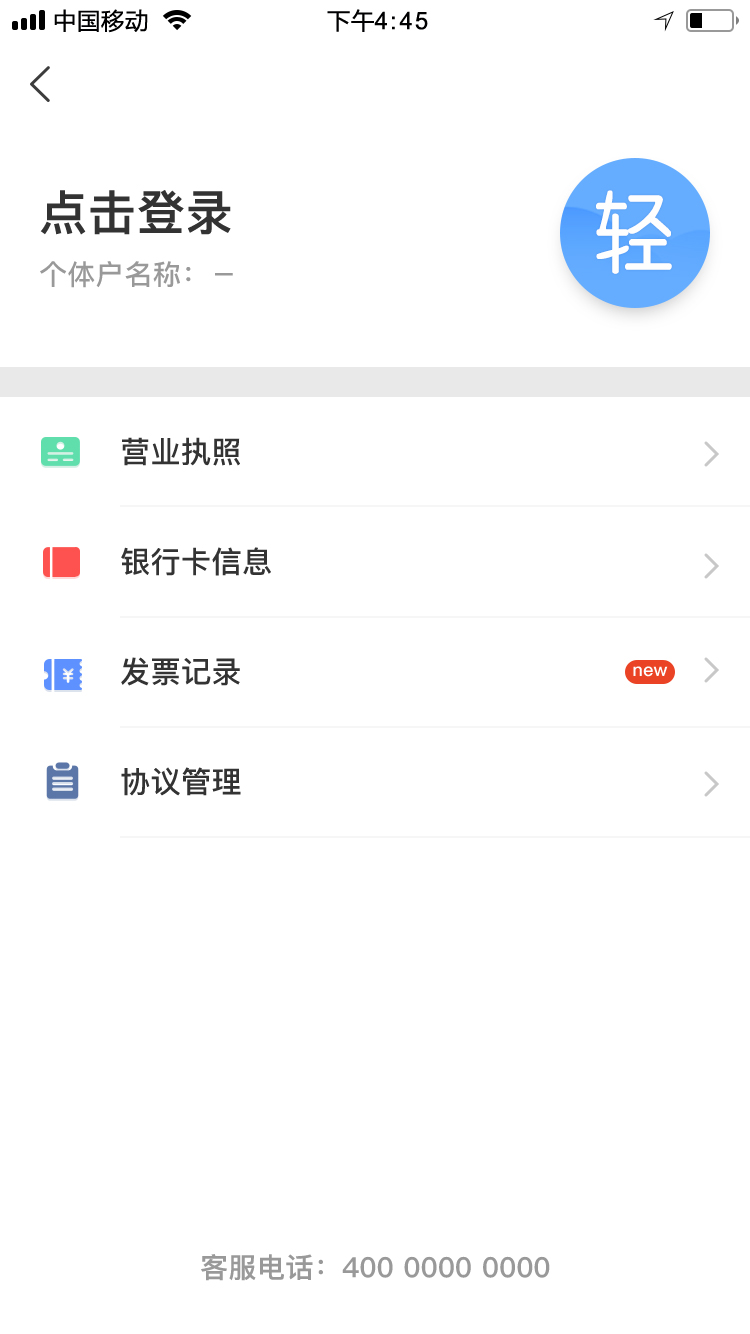 中国移动 下午4:45
点击登录
轻
个体户名称： —
营业执照
银行卡信息
¥ 发票记录 new
协议管理
客服电话：400 0000 0000